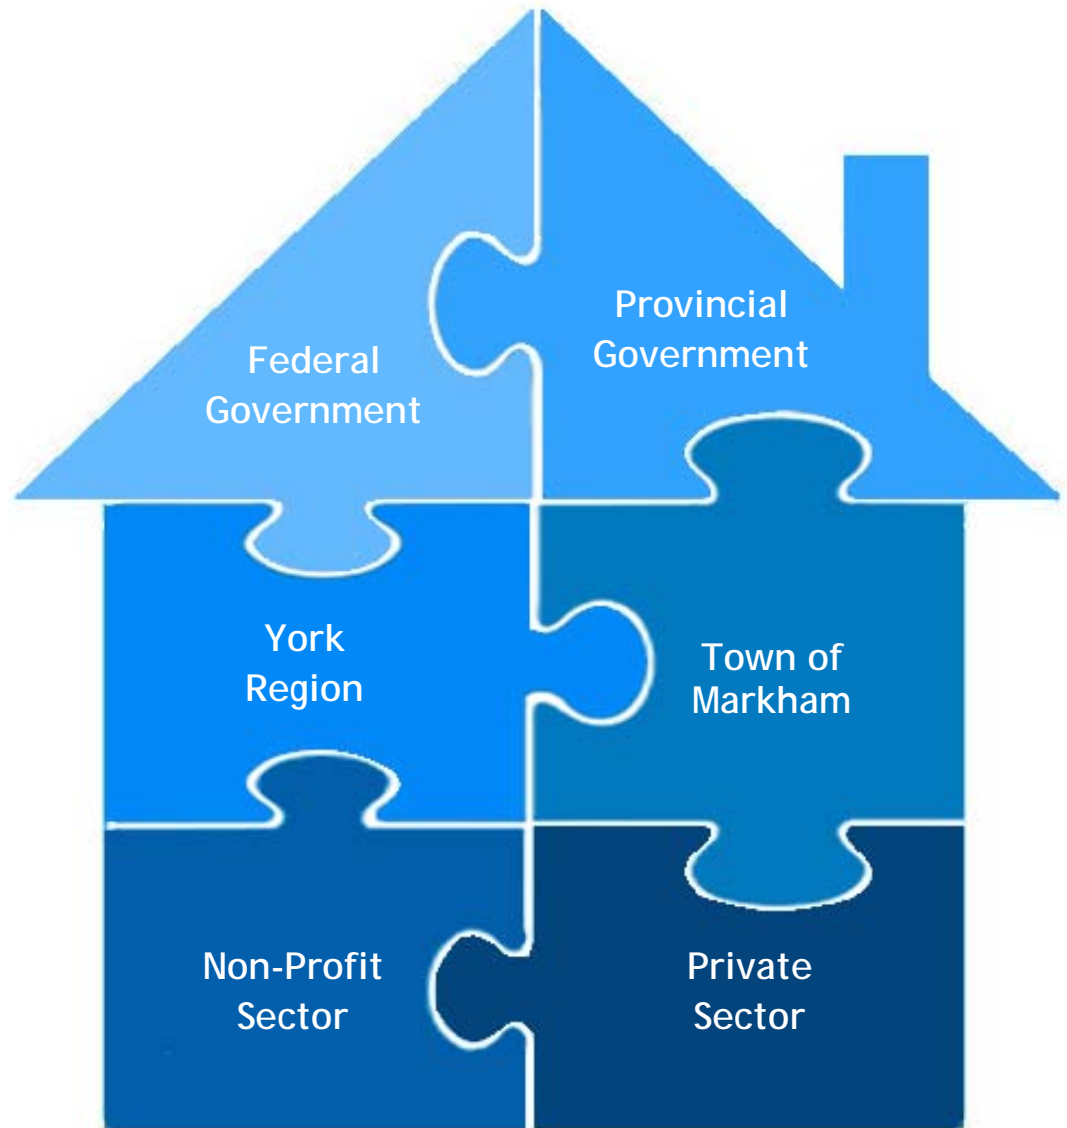 Federal
Government
Provincial
Government
York
Region
Town of
Markham
Non-Profit
Sector
Private
Sector